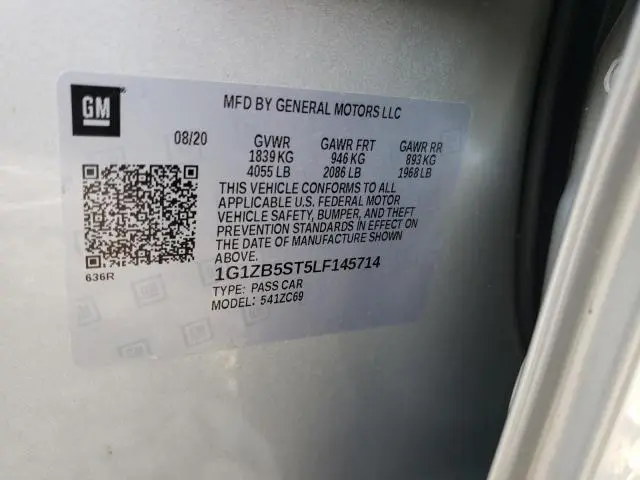 GM
MFD BY GENERAL MOTORS LLC
08/20 GVWR GAWR FRT GAWR RR
1839 KG 946 KG 893 KG
4055 LB 2086 LB 1968 LB
THIS VEHICLE CONFORMS TO ALL
APPLICABLE U.S. FEDERAL MOTOR
VEHICLE SAFETY, BUMPER, AND THEFT
PREVENTION STANDARDS IN EFFECT ON
THE DATE OF MANUFACTURE SHOWN
ABOVE.
636R
1G1ZB5ST5LF145714
TYPE: PASS CAR
MODEL: 541ZC69